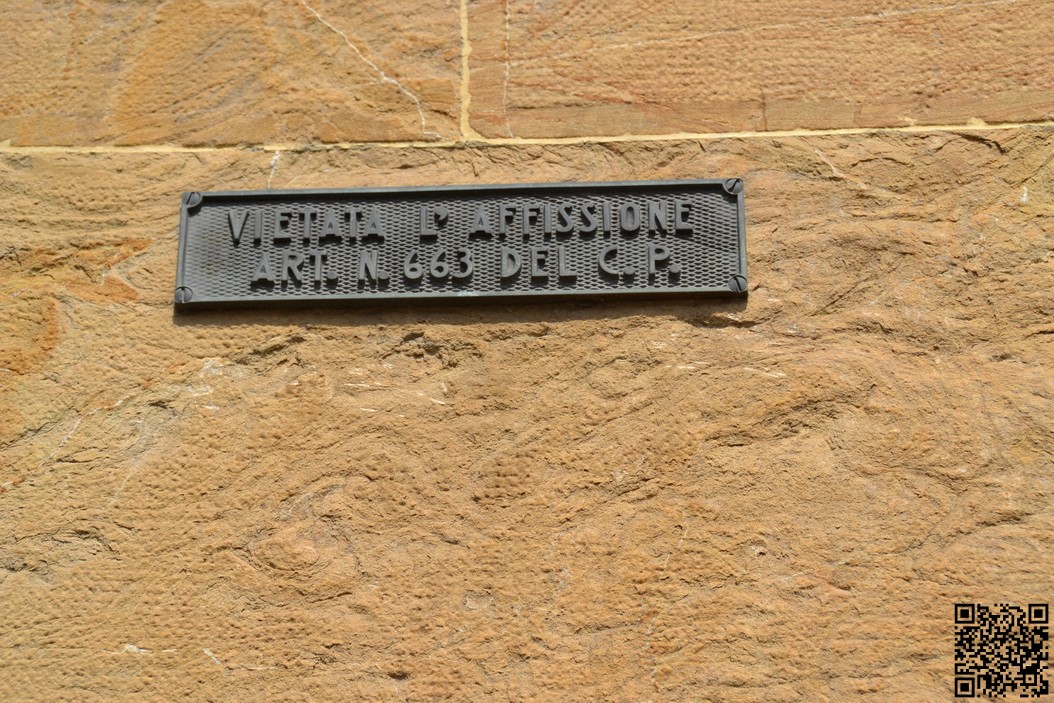 VIETATA L' AFFISSIONE
ART. N. 663 DEL C. P.